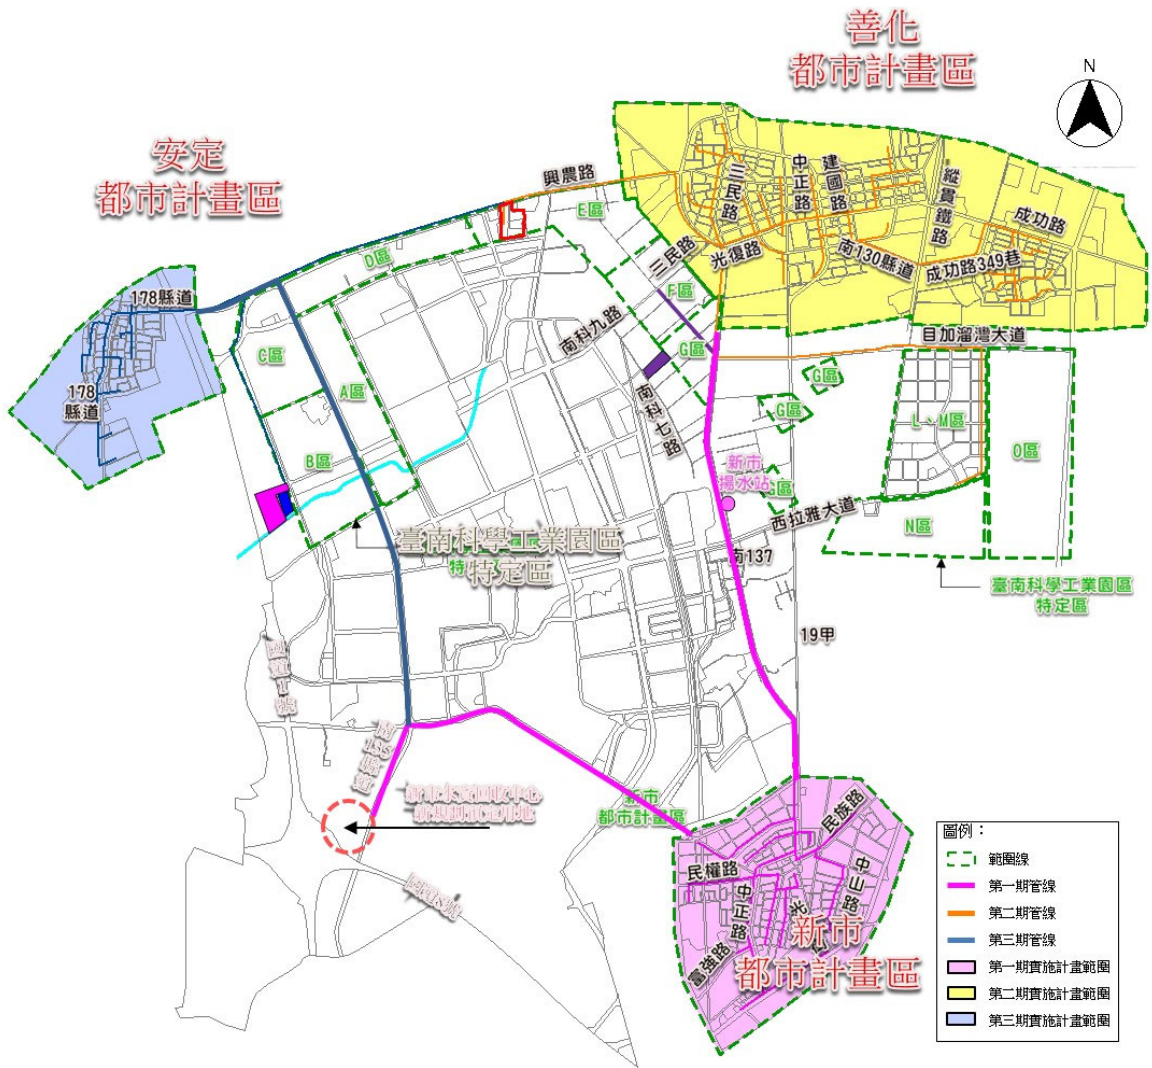 善化
都市計畫區
N
安定
都市計畫區
興農路
E區
三民路
中正路
建國路
縱貫鐵路
成功路
D區
三民路
光復路
南130縣道
成功路349巷
178縣道
F區
南科九路
G區
目加溜灣大道
C區
A區
178
縣道
G區
G區
南科七路
L、M區
O區
B區
新市
揚水站
G區
西拉雅大道
N區
臺南科學工業園區
特定區
南137
臺南科學工業園區
特定區
19甲
國道1號
新市
都市計畫區
民族路
民權路
中正路
中山路
光
富強路
新市
都市計畫區
國道8號
圖例：
範圍線
第一期管線
第二期管線
第三期管線
第一期實施計畫範圍
第二期實施計畫範圍
第三期實施計畫範圍